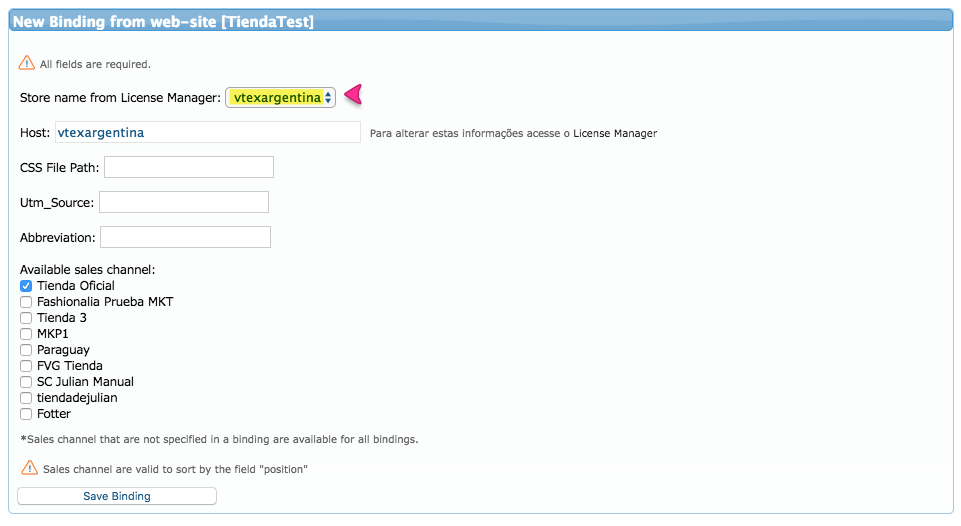 New Binding from web-site [TiendaTest]
All fields are required.
Store name from License Manager: vtexargentina
Host: vtexargentina Para alterar estas informações acesse o License Manager
CSS File Path:
Utm_Source:
Abbreviation:
Available sales channel:
Tienda Oficial
Fashionalia Prueba MKT
Tienda 3
MKP1
Paraguay
FVG Tienda
SC Julian Manual
tiendadejulian
Fotter
*Sales channel that are not specified in a binding are available for all bindings.
Sales channel are valid to sort by the field "position"
Save Binding